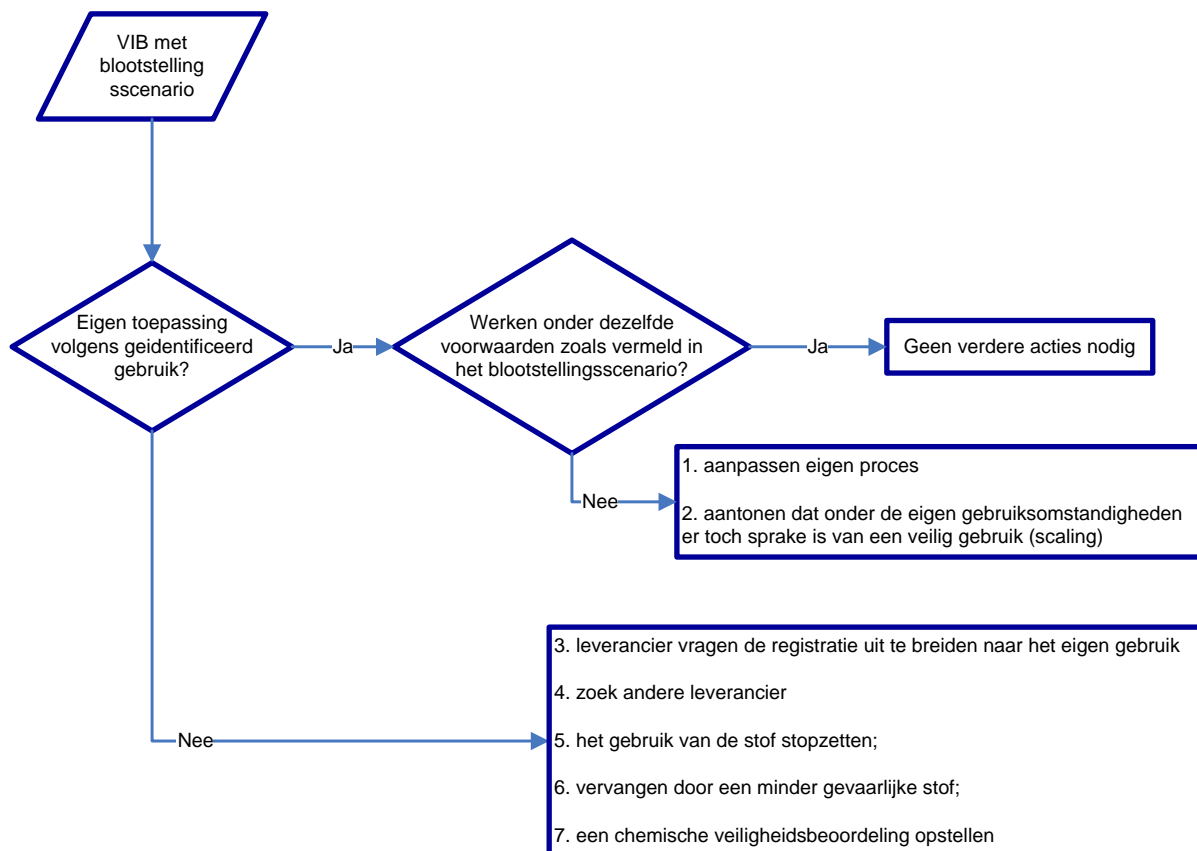 VIB met
blootstelling
sscenario
Eigen toepassing
volgens geidentificeerd
gebruik?
Ja
Werken onder dezelfde
voorwaarden zoals vermeld in
het blootstellingsscenario?
Ja
Geen verdere acties nodig
Nee
1. aanpassen eigen proces
2. aantonen dat onder de eigen gebruiksomstandigheden
er toch sprake is van een veilig gebruik (scaling)
Nee
3. leverancier vragen de registratie uit te breiden naar het eigen gebruik
4. zoek andere leverancier
5. het gebruik van de stof stopzetten;
6. vervangen door een minder gevaarlijke stof;
7. een chemische veiligheidsbeoordeling opstellen